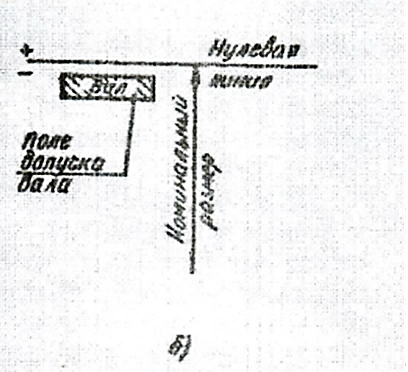 +
Нулевая
линия
−
Вал
Поле
допуска
вала
Номинальный
размер
б)